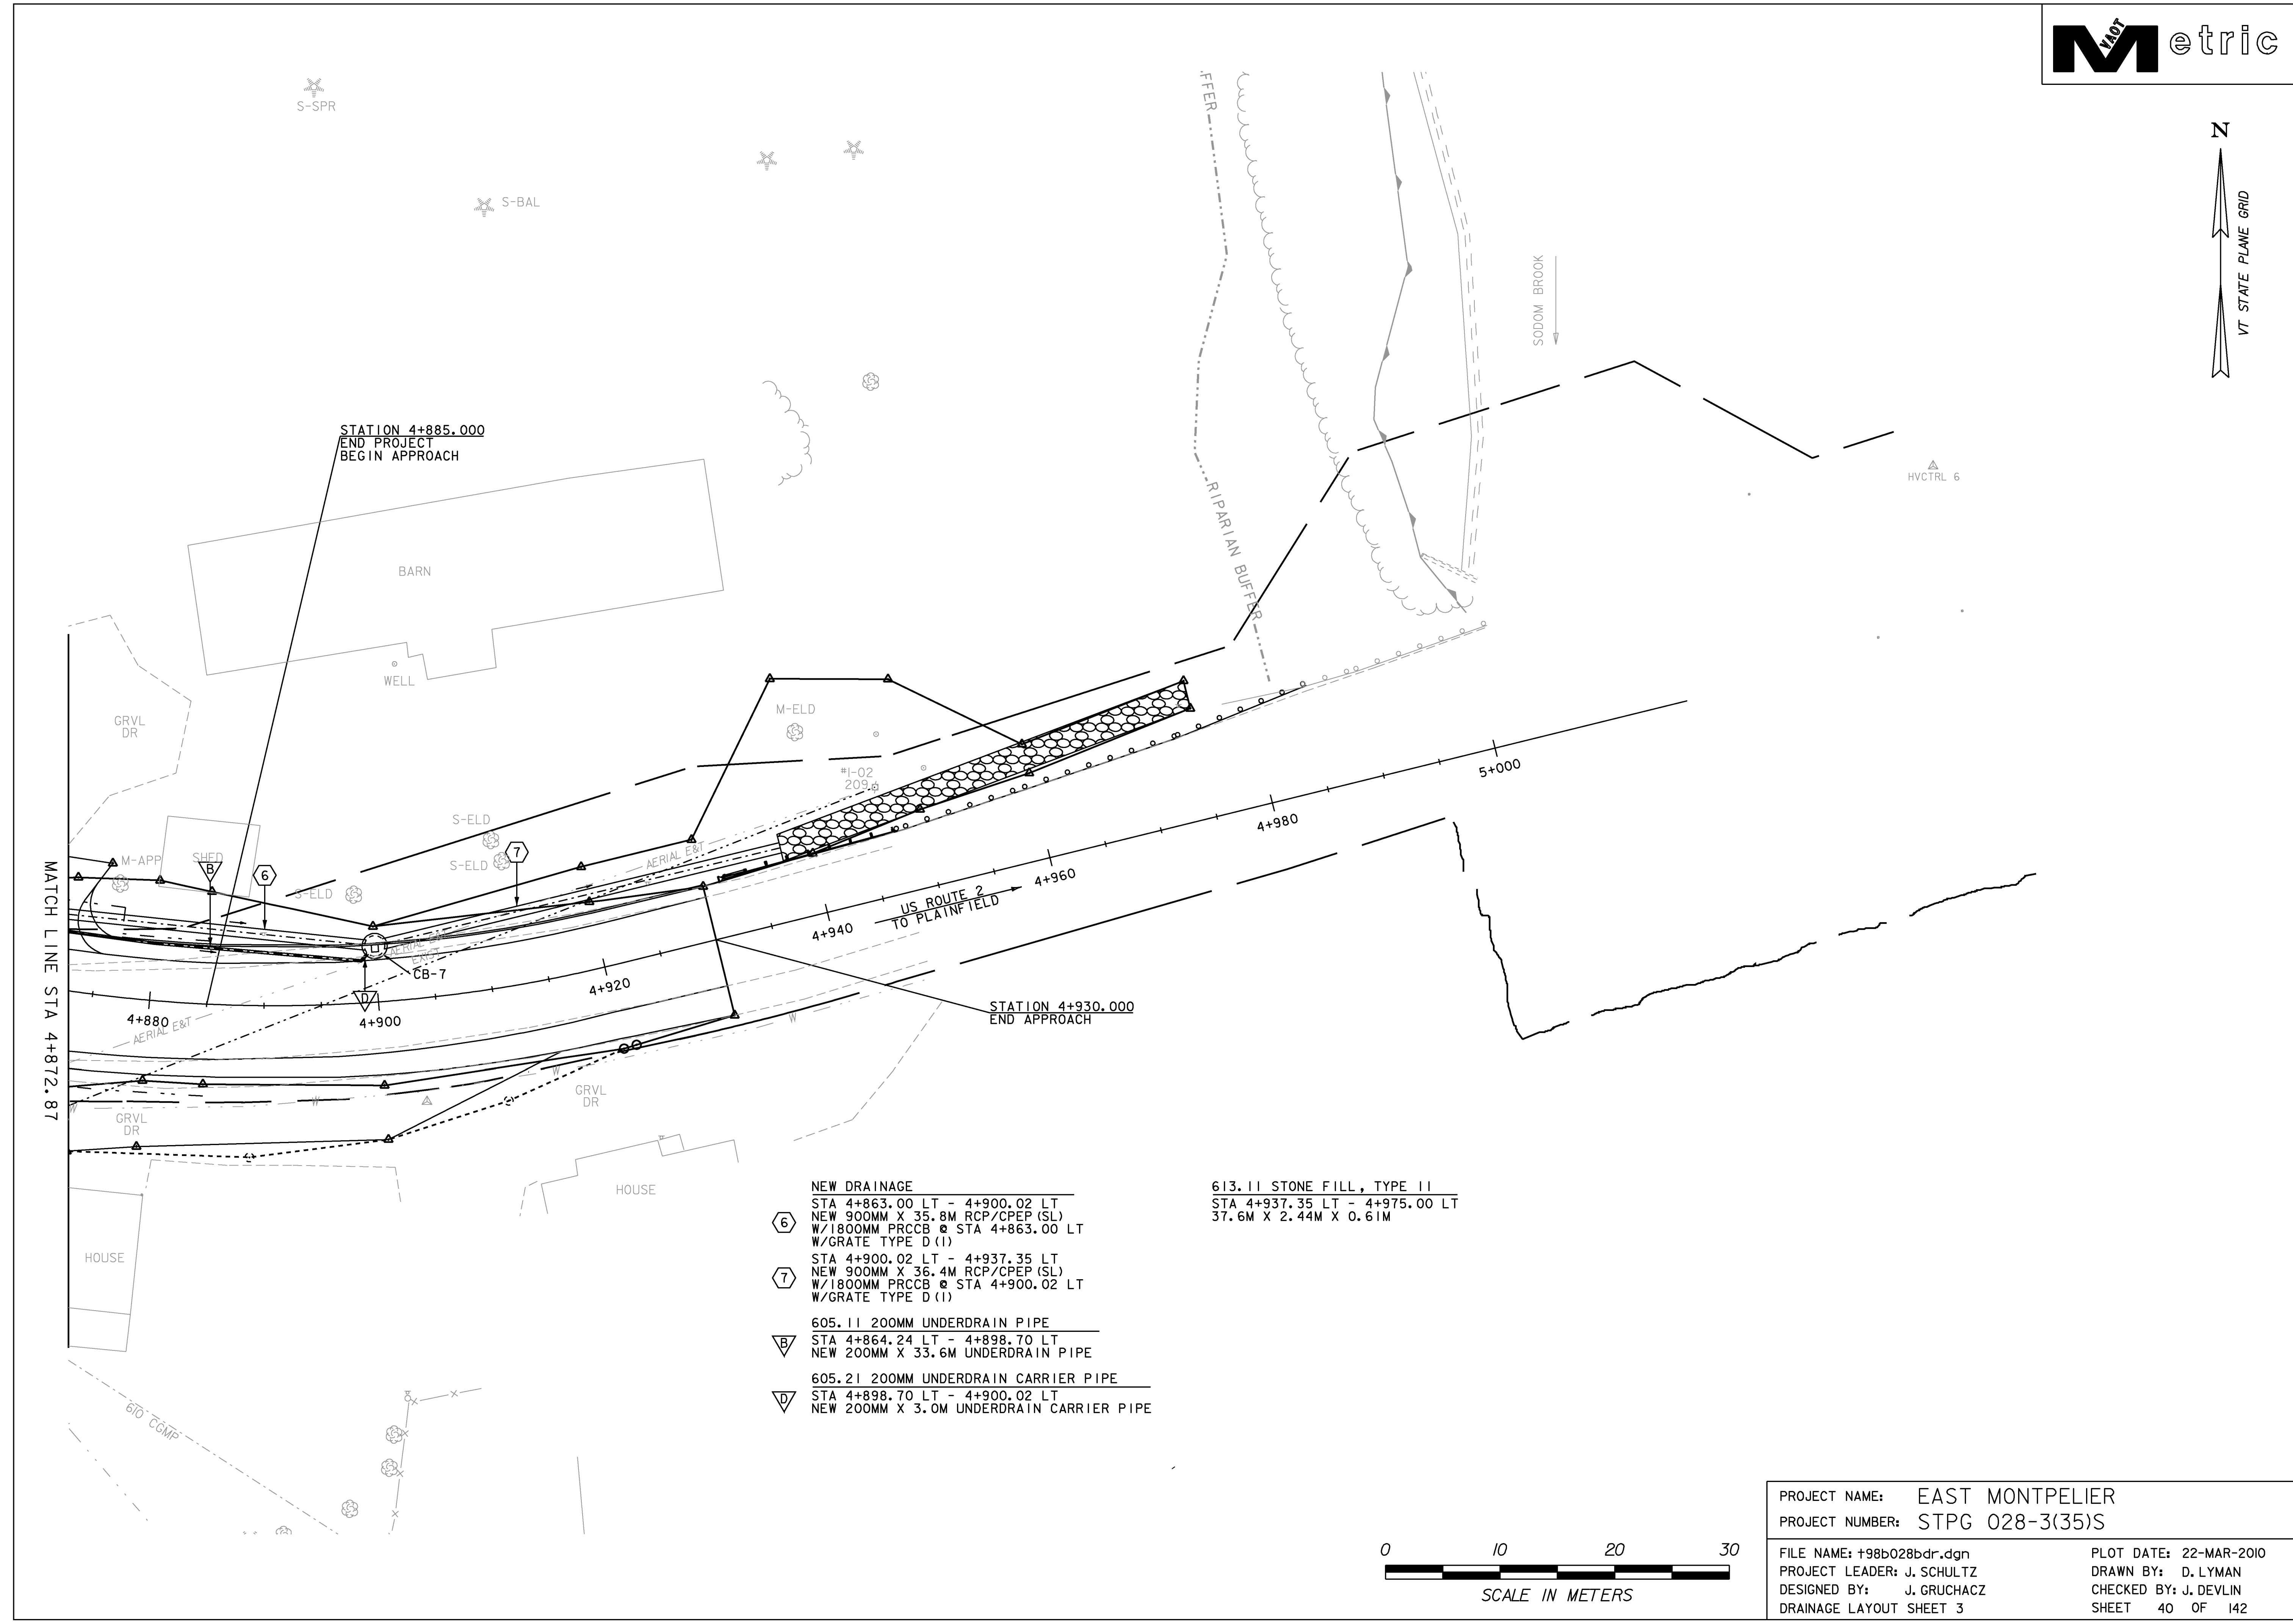 VAOT
Metric
N
VT STATE PLANE GRID
S-SPR
S-BAL
FFER
SODOM BROOK
STATION 4+885.000
END PROJECT
BEGIN APPROACH
HVCTRL 6
RIPARIAN BUFFER
BARN
WELL
GRVL
DR
M-ELD
#1-02
209
5+000
4+980
4+960
4+940
4+920
4+900
4+880
S-ELD
S-ELD
S-ELD
7
AERIAL E&T
M-APP
SHED
B
6
US ROUTE 2
TO PLAINFIELD
AERIAL E&T
EXIST
CB-7
D
AERIAL E&T
MATCH LINE STA 4+872.87
STATION 4+930.000
END APPROACH
W
W
W
W
GRVL
DR
GRVL
DR
HOUSE
HOUSE
610 CGMP
NEW DRAINAGE
6
STA 4+863.00 LT - 4+900.02 LT
NEW 900MM X 35.8M RCP/CPEP(SL)
W/1800MM PRCCB @ STA 4+863.00 LT
W/GRATE TYPE D(1)
7
STA 4+900.02 LT - 4+937.35 LT
NEW 900MM X 36.4M RCP/CPEP(SL)
W/1800MM PRCCB @ STA 4+900.02 LT
W/GRATE TYPE D(1)
605.11 200MM UNDERDRAIN PIPE
B
STA 4+864.24 LT - 4+898.70 LT
NEW 200MM X 33.6M UNDERDRAIN PIPE
605.21 200MM UNDERDRAIN CARRIER PIPE
D
STA 4+898.70 LT - 4+900.02 LT
NEW 200MM X 3.0M UNDERDRAIN CARRIER PIPE
613.11 STONE FILL, TYPE II
STA 4+937.35 LT - 4+975.00 LT
37.6M X 2.44M X 0.61M
0 10 20 30
SCALE IN METERS
PROJECT NAME: EAST MONTPELIER
PROJECT NUMBER: STPG 028-3(35)S
FILE NAME: t98b028bdr.dgn
PROJECT LEADER: J. SCHULTZ
DESIGNED BY: J. GRUCHACZ
DRAINAGE LAYOUT SHEET 3
PLOT DATE: 22-MAR-2010
DRAWN BY: D. LYMAN
CHECKED BY: J. DEVLIN
SHEET 40 OF 142